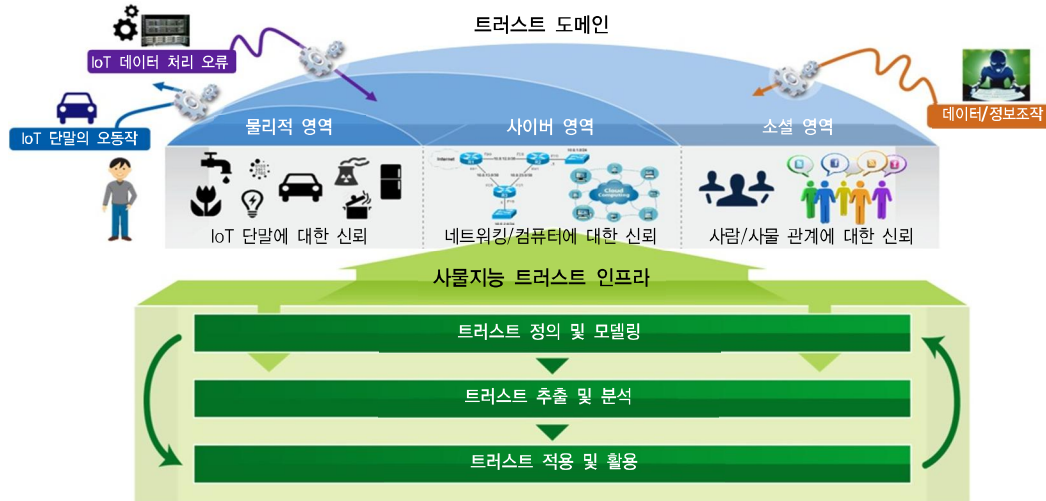 트러스트 도메인
IoT 데이터 처리 오류
IoT 단말의 오동작
데이터/정보조작
물리적 영역
사이버 영역
소셜 영역
Internet
Cloud
Computing
IoT 단말에 대한 신뢰
네트워킹/컴퓨터에 대한 신뢰
사람/사물 관계에 대한 신뢰
사물지능 트러스트 인프라
트러스트 정의 및 모델링
트러스트 추출 및 분석
트러스트 적용 및 활용